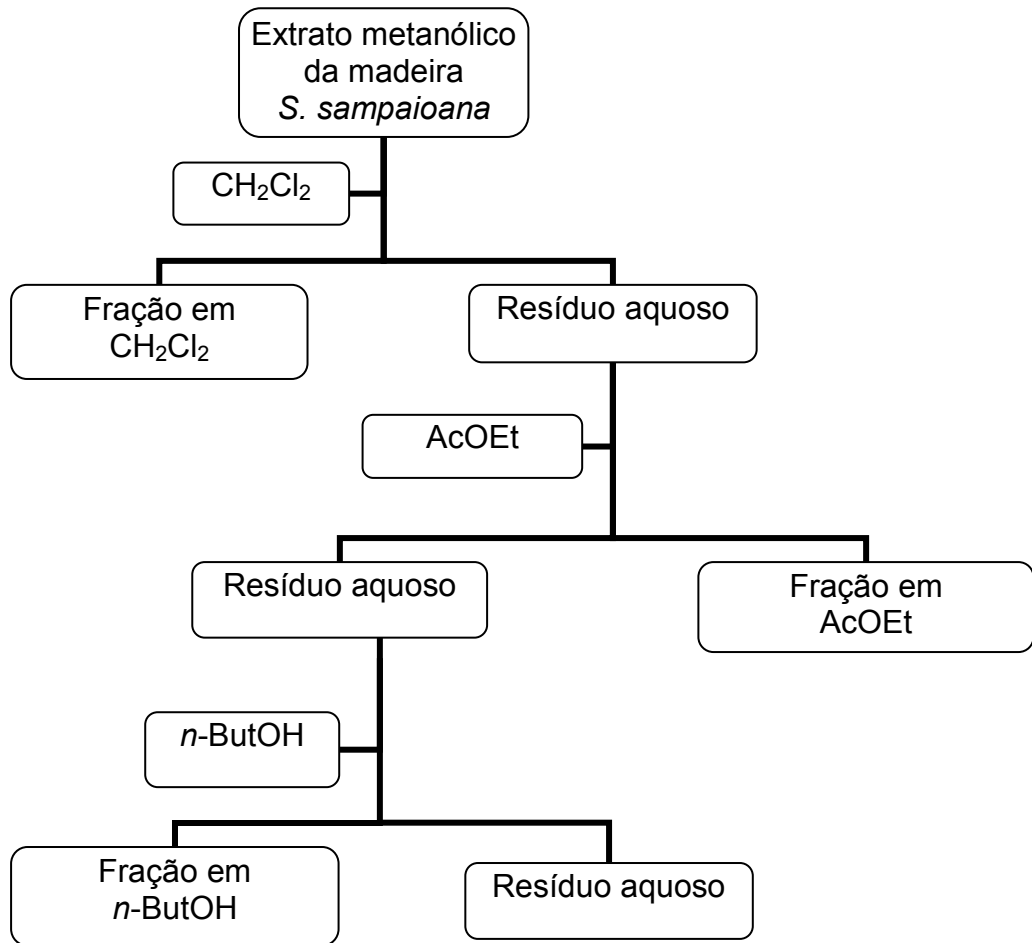 Extrato metanólico
da madeira
S. sampaioana
CH₂Cl₂
Fração em
CH₂Cl₂
Resíduo aquoso
AcOEt
Resíduo aquoso
Fração em
AcOEt
n-ButOH
Fração em
n-ButOH
Resíduo aquoso